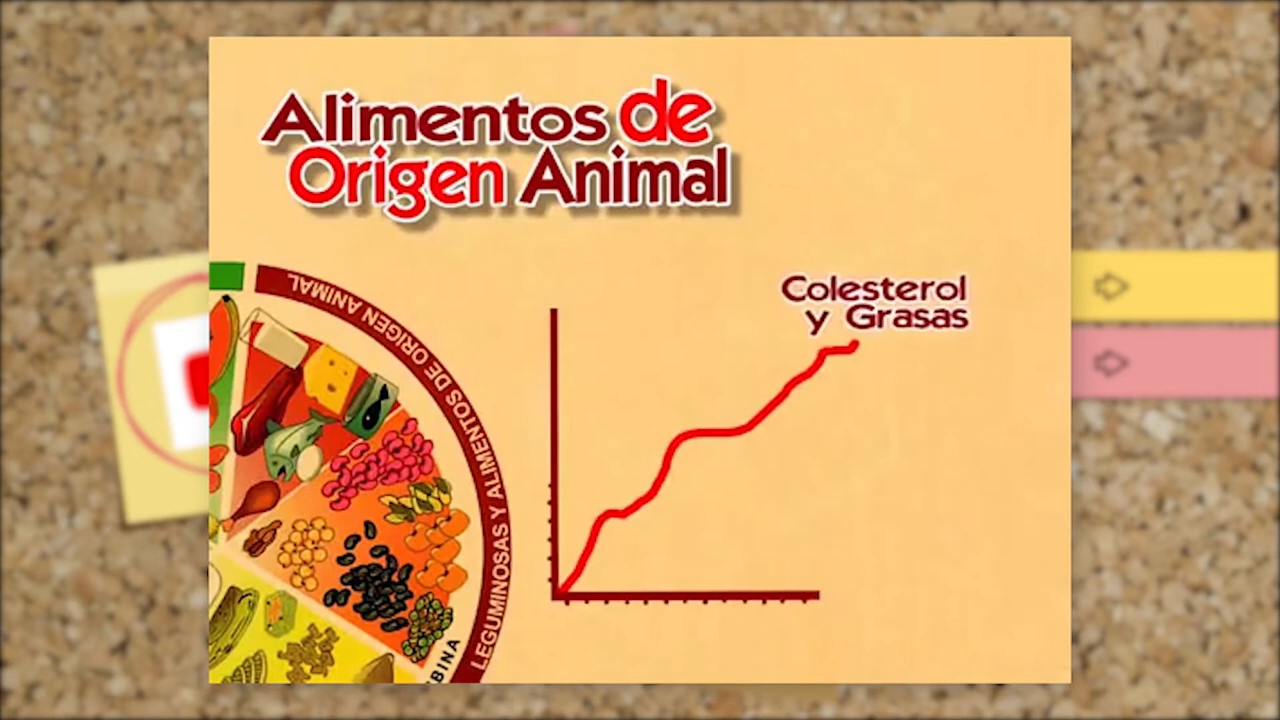 Alimentos de
Origen Animal
Colesterol
y Grasas
LEGUMINOSAS Y ALIMENTOS DE ORIGEN ANIMAL